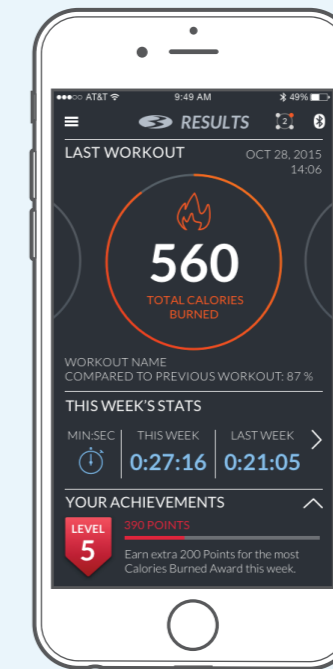 AT&T 9:49 AM 49%
RESULTS 2
LAST WORKOUT OCT 28, 2015
14:06
560
TOTAL CALORIES
BURNED
WORKOUT NAME
COMPARED TO PREVIOUS WORKOUT: 87 %
THIS WEEK'S STATS
MIN:SEC THIS WEEK LAST WEEK
0:27:16 0:21:05
YOUR ACHIEVEMENTS
LEVEL 390 POINTS
5
Earn extra 200 Points for the most
Calories Burned Award this week.